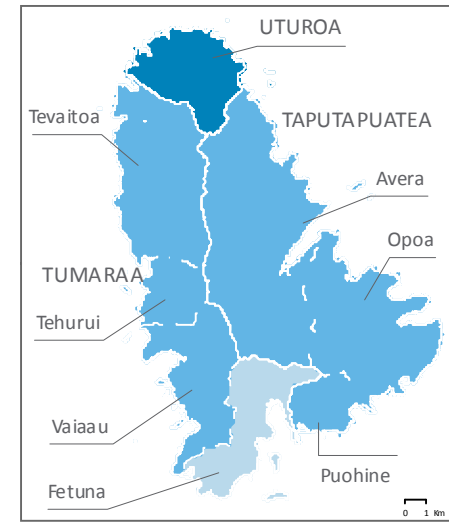 UTUROA
Tevaitoa
TAPUTAPUATEA
Avera
Opoa
TUMARAA
Tehurui
Vaiaau
Puohine
Fetuna
0 1 Km